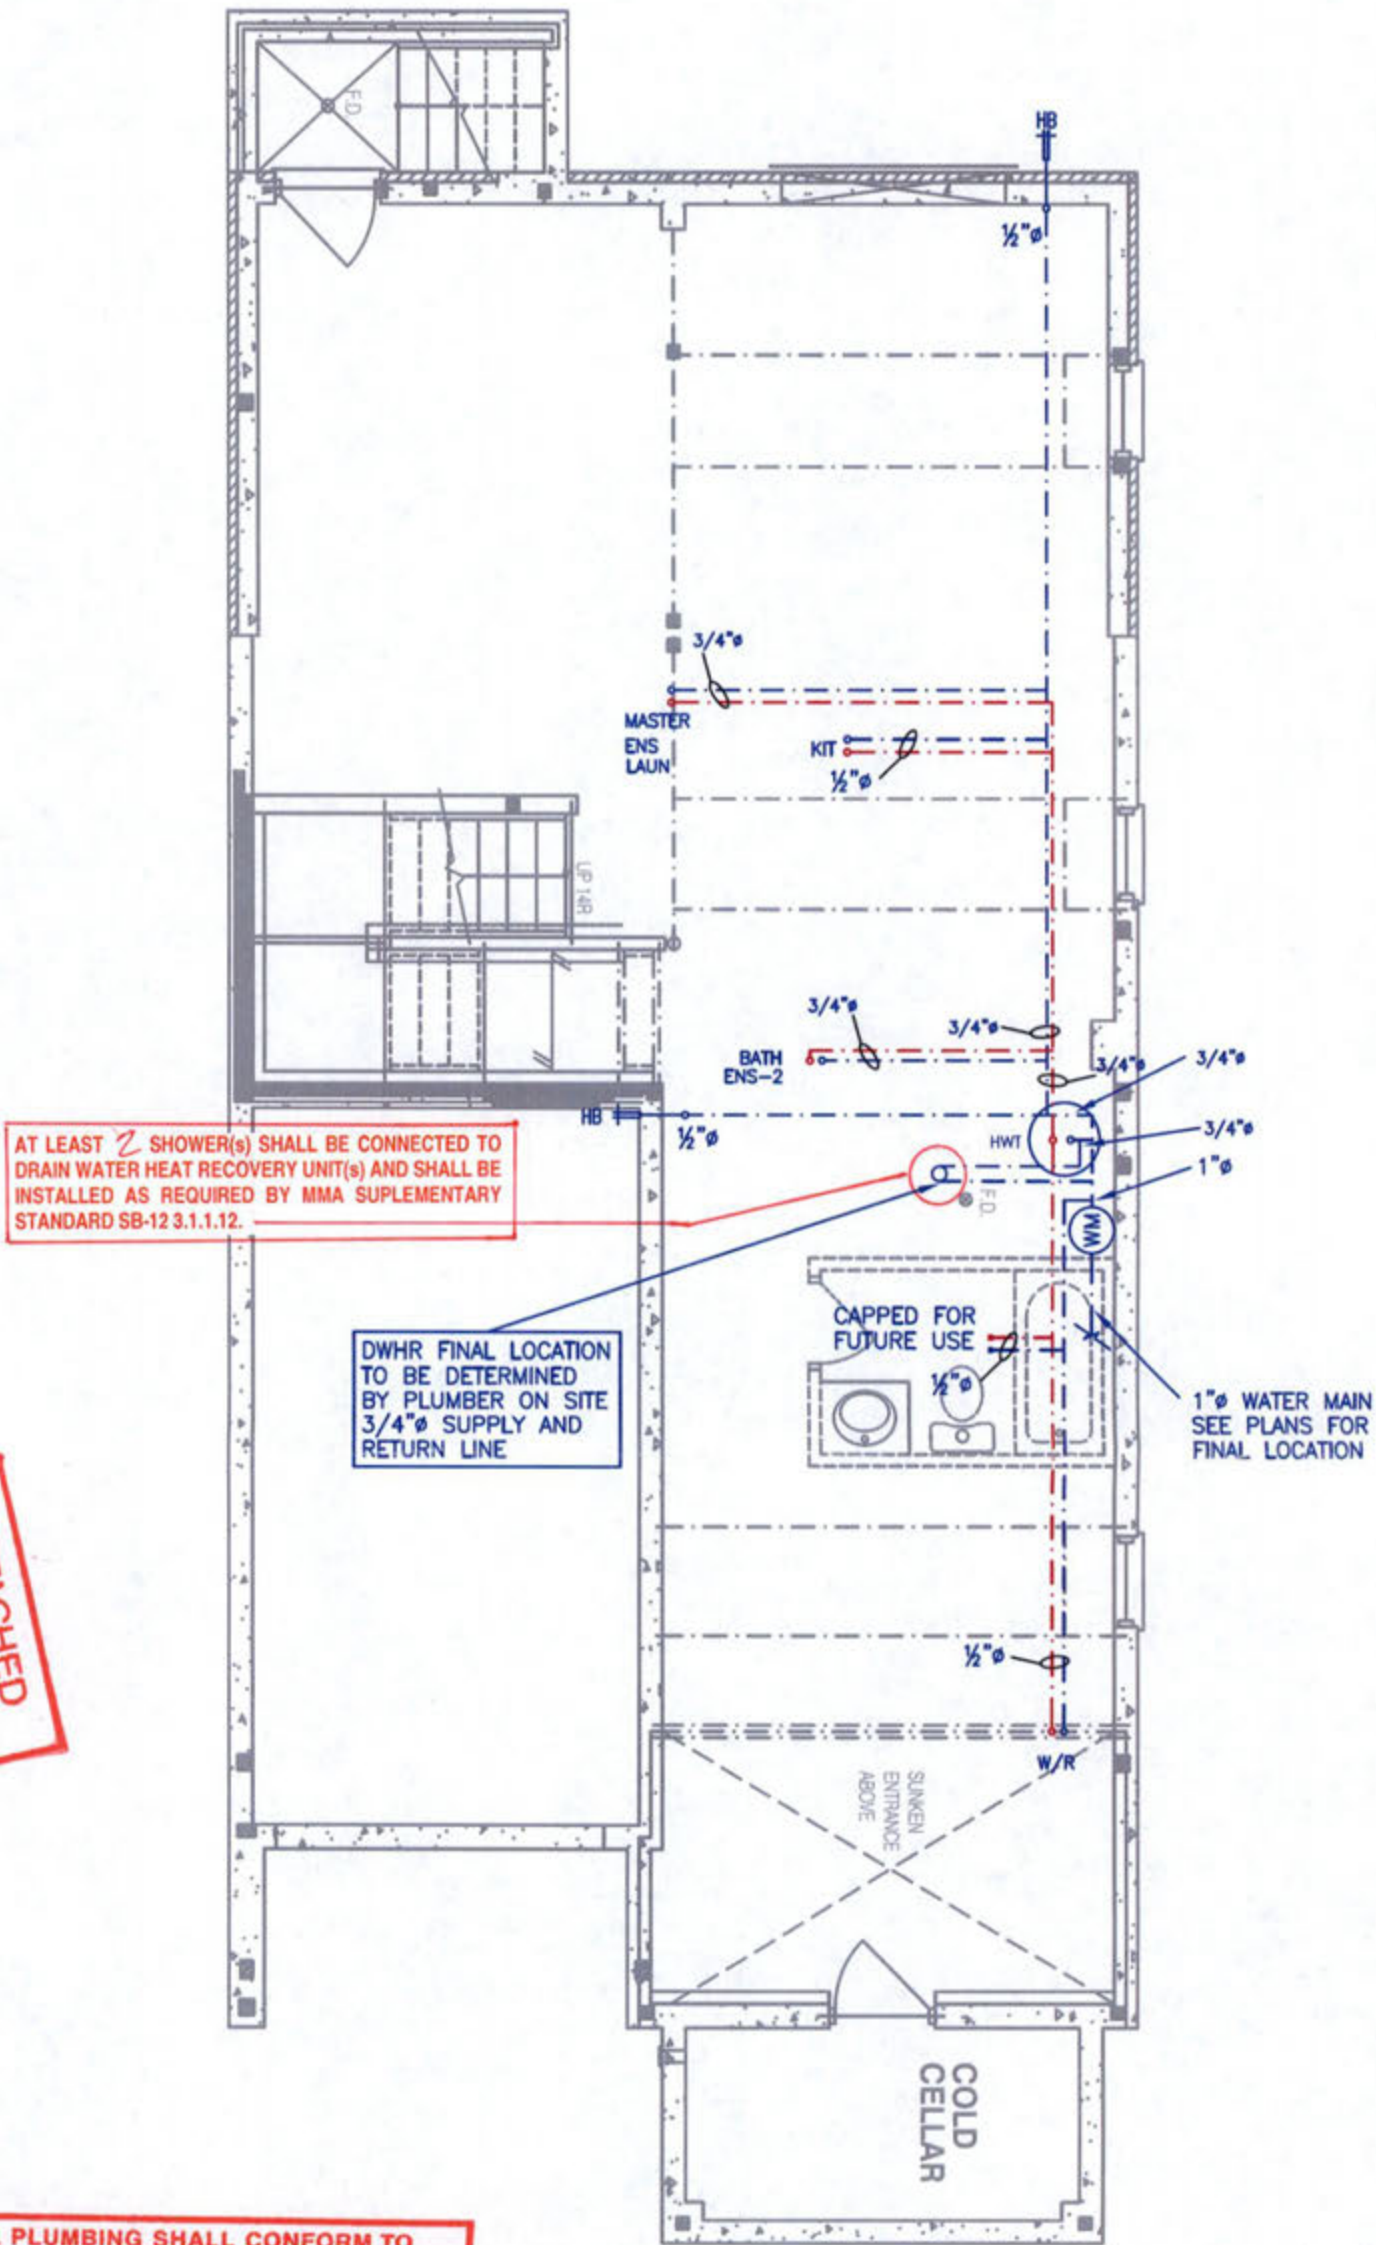 F.D.
HB
½"ø
3/4"ø
MASTER
ENS
LAUN
KIT
½"ø
UP 14R
3/4"ø
3/4"ø
BATH
ENS-2
3/4"ø
3/4"ø
HB
½"ø
HWT
3/4"ø
1"ø
AT LEAST 2 SHOWER(s) SHALL BE CONNECTED TO
DRAIN WATER HEAT RECOVERY UNIT(s) AND SHALL BE
INSTALLED AS REQUIRED BY MMA SUPLEMENTARY
STANDARD SB-12 3.1.1.12.
F.D.
WM
CAPPED FOR
FUTURE USE
½"ø
DWHR FINAL LOCATION
TO BE DETERMINED
BY PLUMBER ON SITE
3/4"ø SUPPLY AND
RETURN LINE
1"ø WATER MAIN
SEE PLANS FOR
FINAL LOCATION
½"ø
W/R
SUNKEN
ENTRANCE
ABOVE
COLD
CELLAR
PLUMBING SHALL CONFORM TO